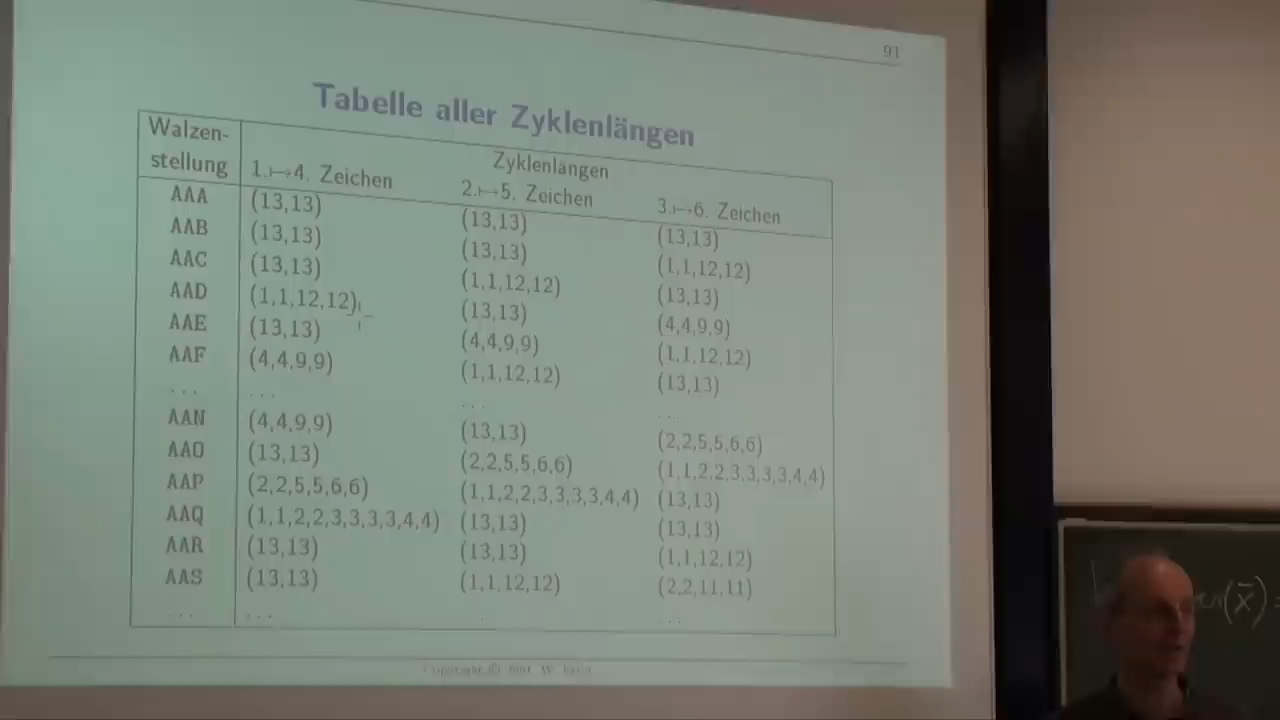 91
Tabelle aller Zyklenlängen
Walzen-
stellung
Zyklenlängen
1.↦4. Zeichen 2.↦5. Zeichen 3.↦6. Zeichen
AAA (13,13) (13,13) (13,13)
AAB (13,13) (13,13) (1,1,12,12)
AAC (13,13) (1,1,12,12) (13,13)
AAD (1,1,12,12) (13,13) (4,4,9,9)
AAE (13,13) (4,4,9,9) (1,1,12,12)
AAF (4,4,9,9) (1,1,12,12) (13,13)
... ... ... ...
AAN (4,4,9,9) (13,13) (2,2,5,5,6,6)
AAO (13,13) (2,2,5,5,6,6) (1,1,2,2,3,3,3,3,4,4)
AAP (2,2,5,5,6,6) (1,1,2,2,3,3,3,3,4,4) (13,13)
AAQ (1,1,2,2,3,3,3,3,4,4) (13,13) (13,13)
AAR (13,13) (13,13) (1,1,12,12)
AAS (13,13) (1,1,12,12) (2,2,11,11)
... ... ...
Copyright ©